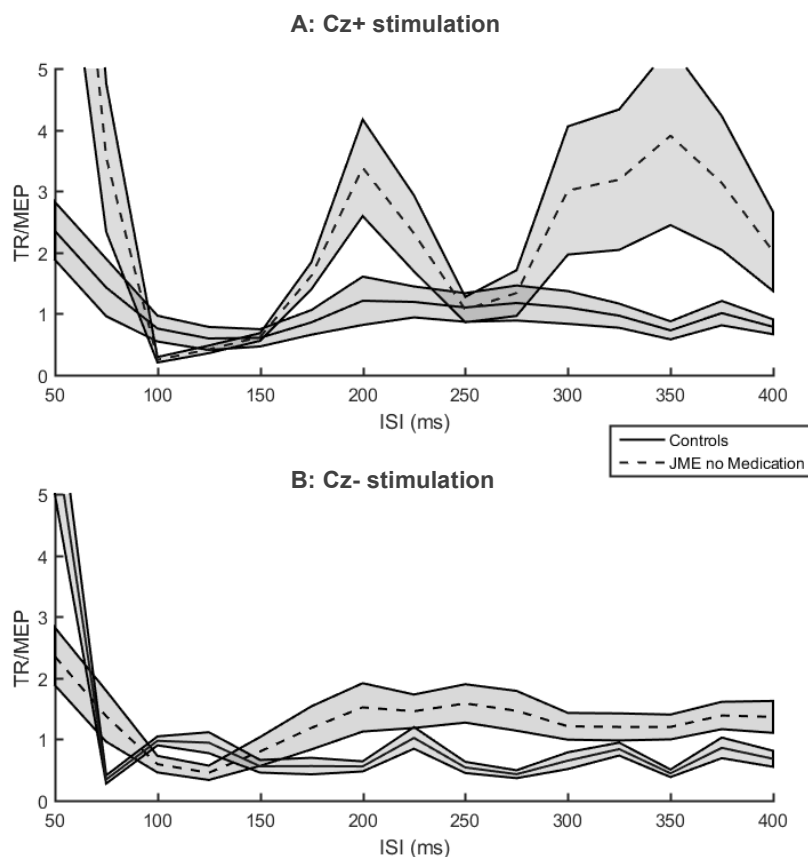 A: Cz+ stimulation
5
4
3
2
1
0
TR/MEP
50 100 150 200 250 300 350 400
ISI (ms)
Controls
JME no Medication
B: Cz- stimulation
5
4
3
2
1
0
TR/MEP
50 100 150 200 250 300 350 400
ISI (ms)